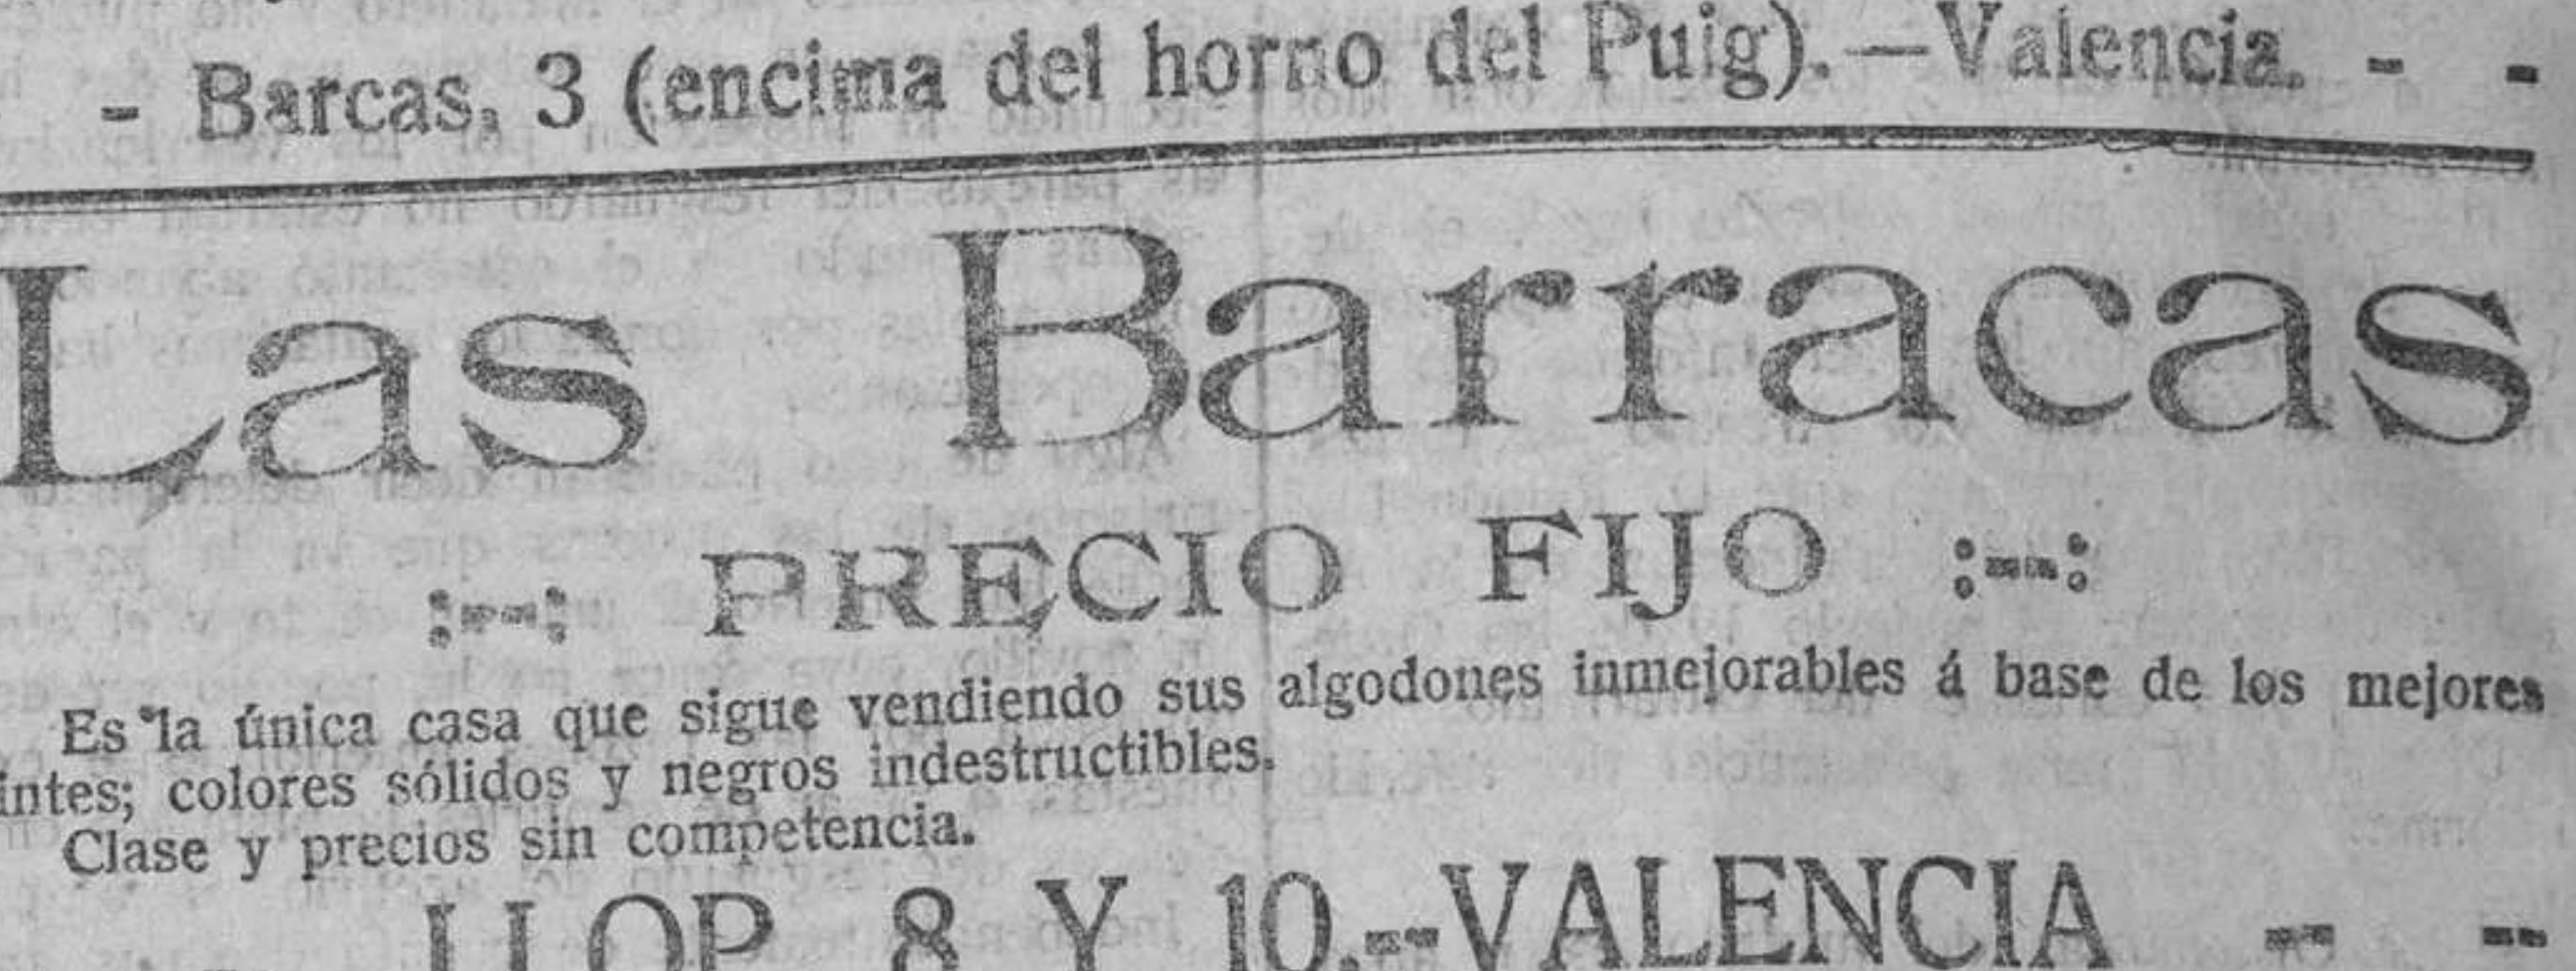 - Barcas, 3 (encima del horno del Puig).—Valencia. - -
Las Barracas
:--: PRECIO FIJO :--:
Es la única casa que sigue vendiendo sus algodones inmejorables á base de los mejores
intes; colores sólidos y negros indestructibles.
Clase y precios sin competencia.
LLOP 8 Y 10.--VALENCIA -- --